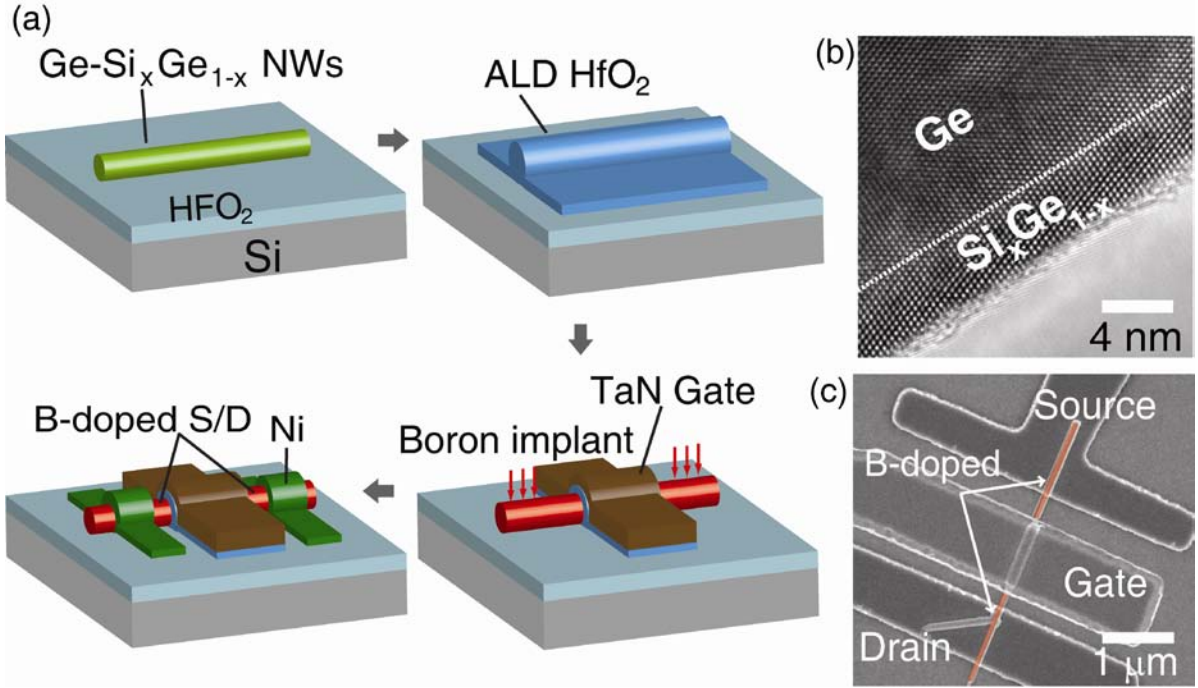 (a)
Ge-SiₓGe₁₋ₓ NWs
HFO₂
Si
ALD HfO₂
TaN Gate
Boron implant
B-doped S/D
Ni
(b)
Ge
SiₓGe₁₋ₓ
4 nm
(c)
Source
B-doped
Gate
Drain
1 μm